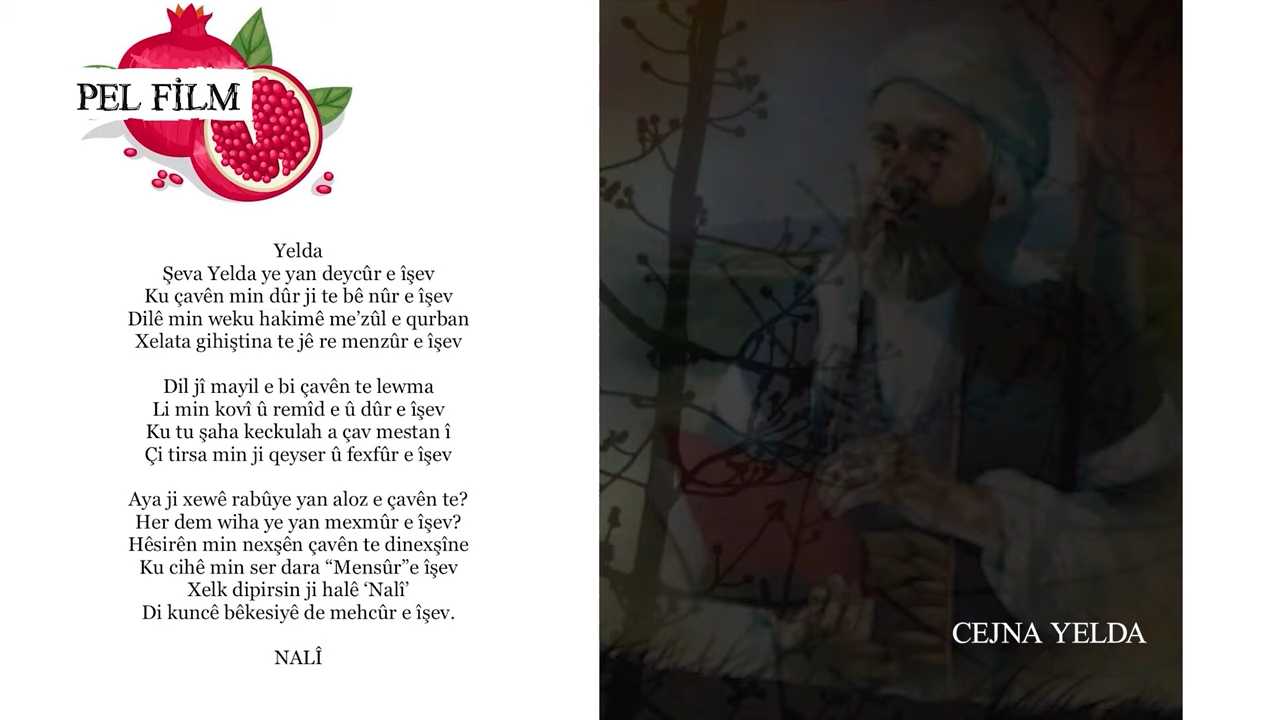 PEL FİLM
Yelda
Şeva Yelda ye yan deycûr e îşev
Ku çavên min dûr ji te bê nûr e îşev
Dilê min weku hakimê me’zûl e qurban
Xelata gihiştina te jê re menzûr e îşev
Dil jî mayil e bi çavên te lewma
Li min kovî û remîd e û dûr e îşev
Ku tu şaha keckulah a çav mestan î
Çi tirsa min ji qeyser û fexfûr e îşev
Aya ji xewê rabûye yan aloz e çavên te?
Her dem wiha ye yan mexmûr e îşev?
Hêsirên min nexşên çavên te dinexşîne
Ku cihê min ser dara “Mensûr”e îşev
Xelk dipirsin ji halê ‘Nalî’
Di kuncê bêkesiyê de mehcûr e îşev.
NALÎ
CEJNA YELDA